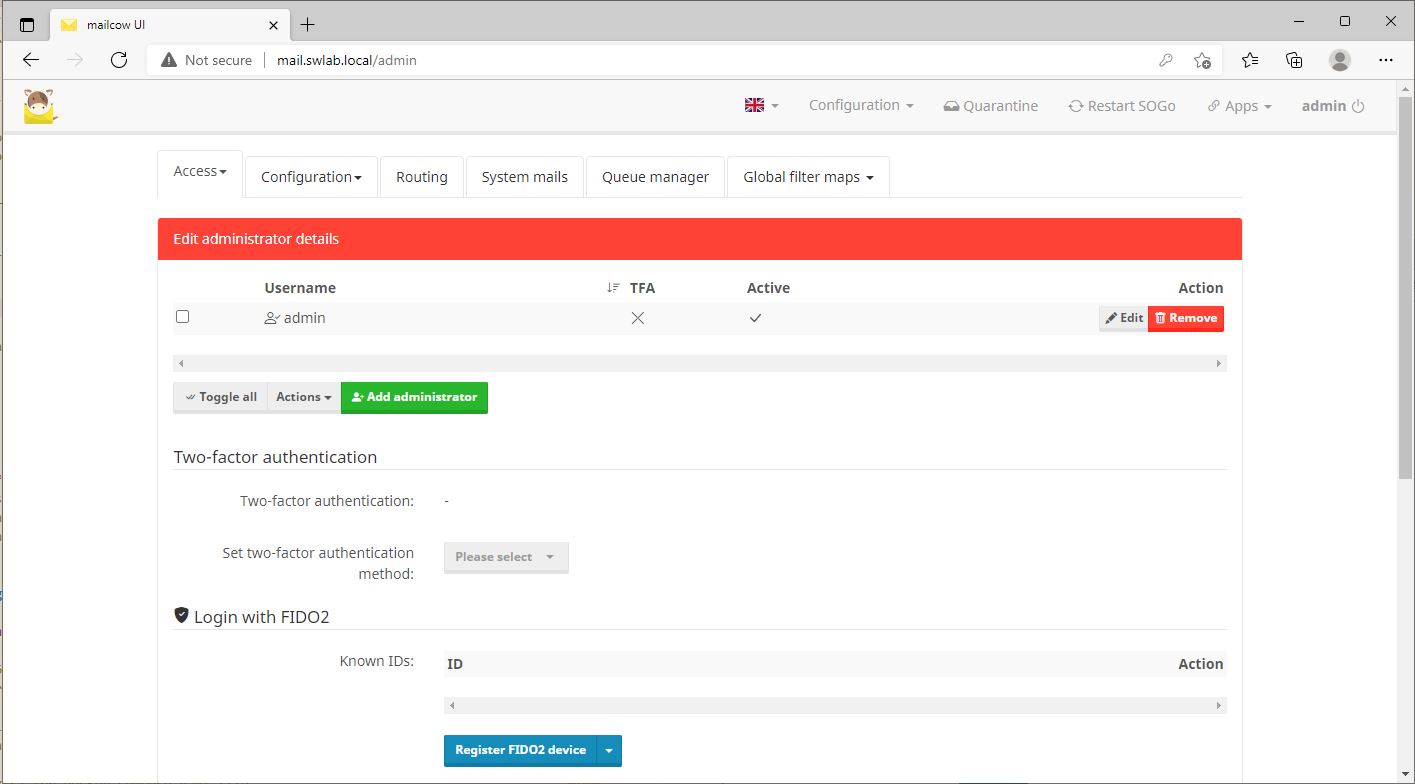 mailcow UI
Not secure
mail.swlab.local/admin
Configuration
Quarantine
Restart SOGo
Apps
admin
Access
Configuration
Routing
System mails
Queue manager
Global filter maps
Edit administrator details
Username TFA Active Action
admin
Edit
Remove
Toggle all
Actions
Add administrator
Two-factor authentication
Two-factor authentication: -
Set two-factor authentication
method:
Please select
Login with FIDO2
Known IDs:
ID Action
Register FIDO2 device